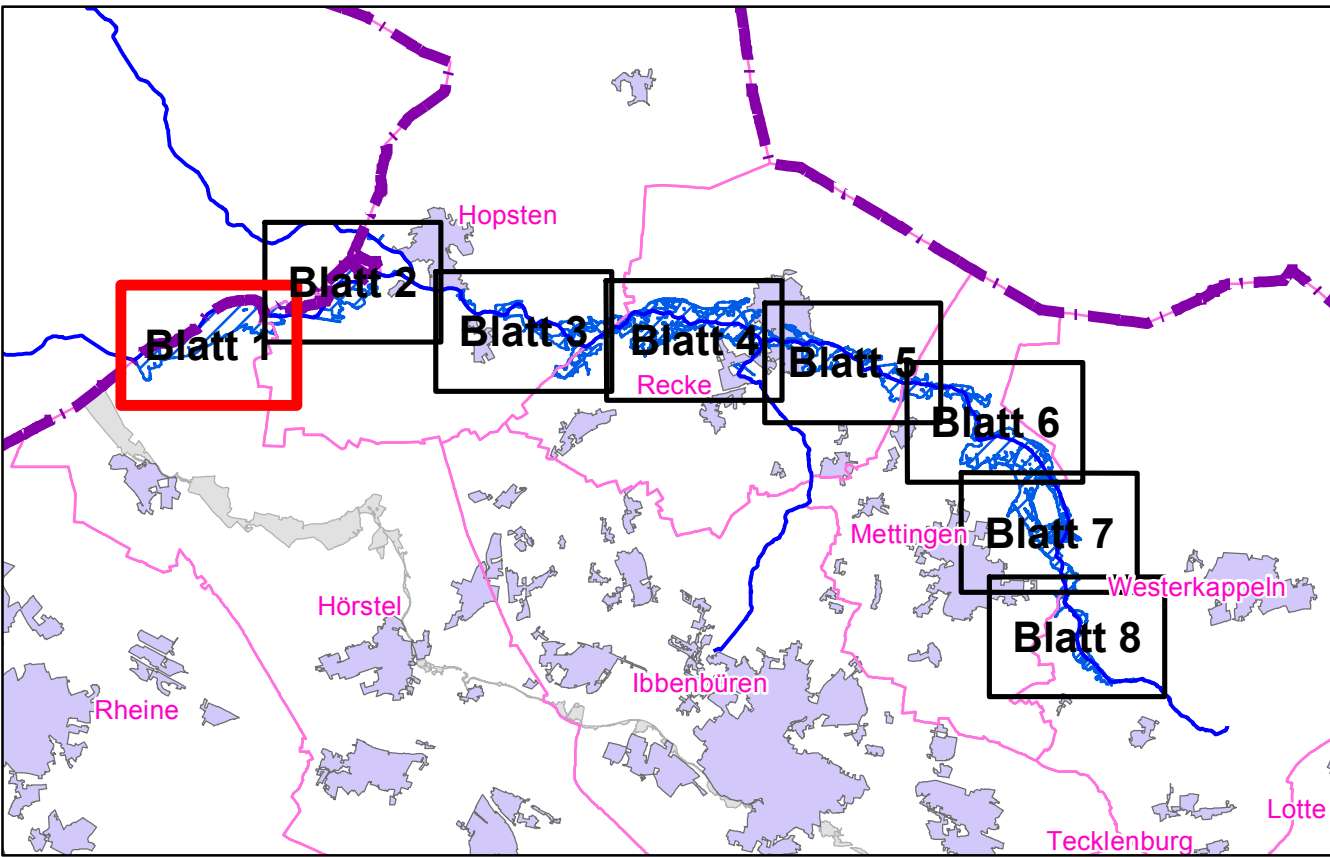 Hopsten
Blatt 2
Blatt 1
Blatt 3
Blatt 4
Blatt 5
Recke
Blatt 6
Mettingen
Blatt 7
Westerkappeln
Hörstel
Blatt 8
Ibbenbüren
Rheine
Lotte
Tecklenburg